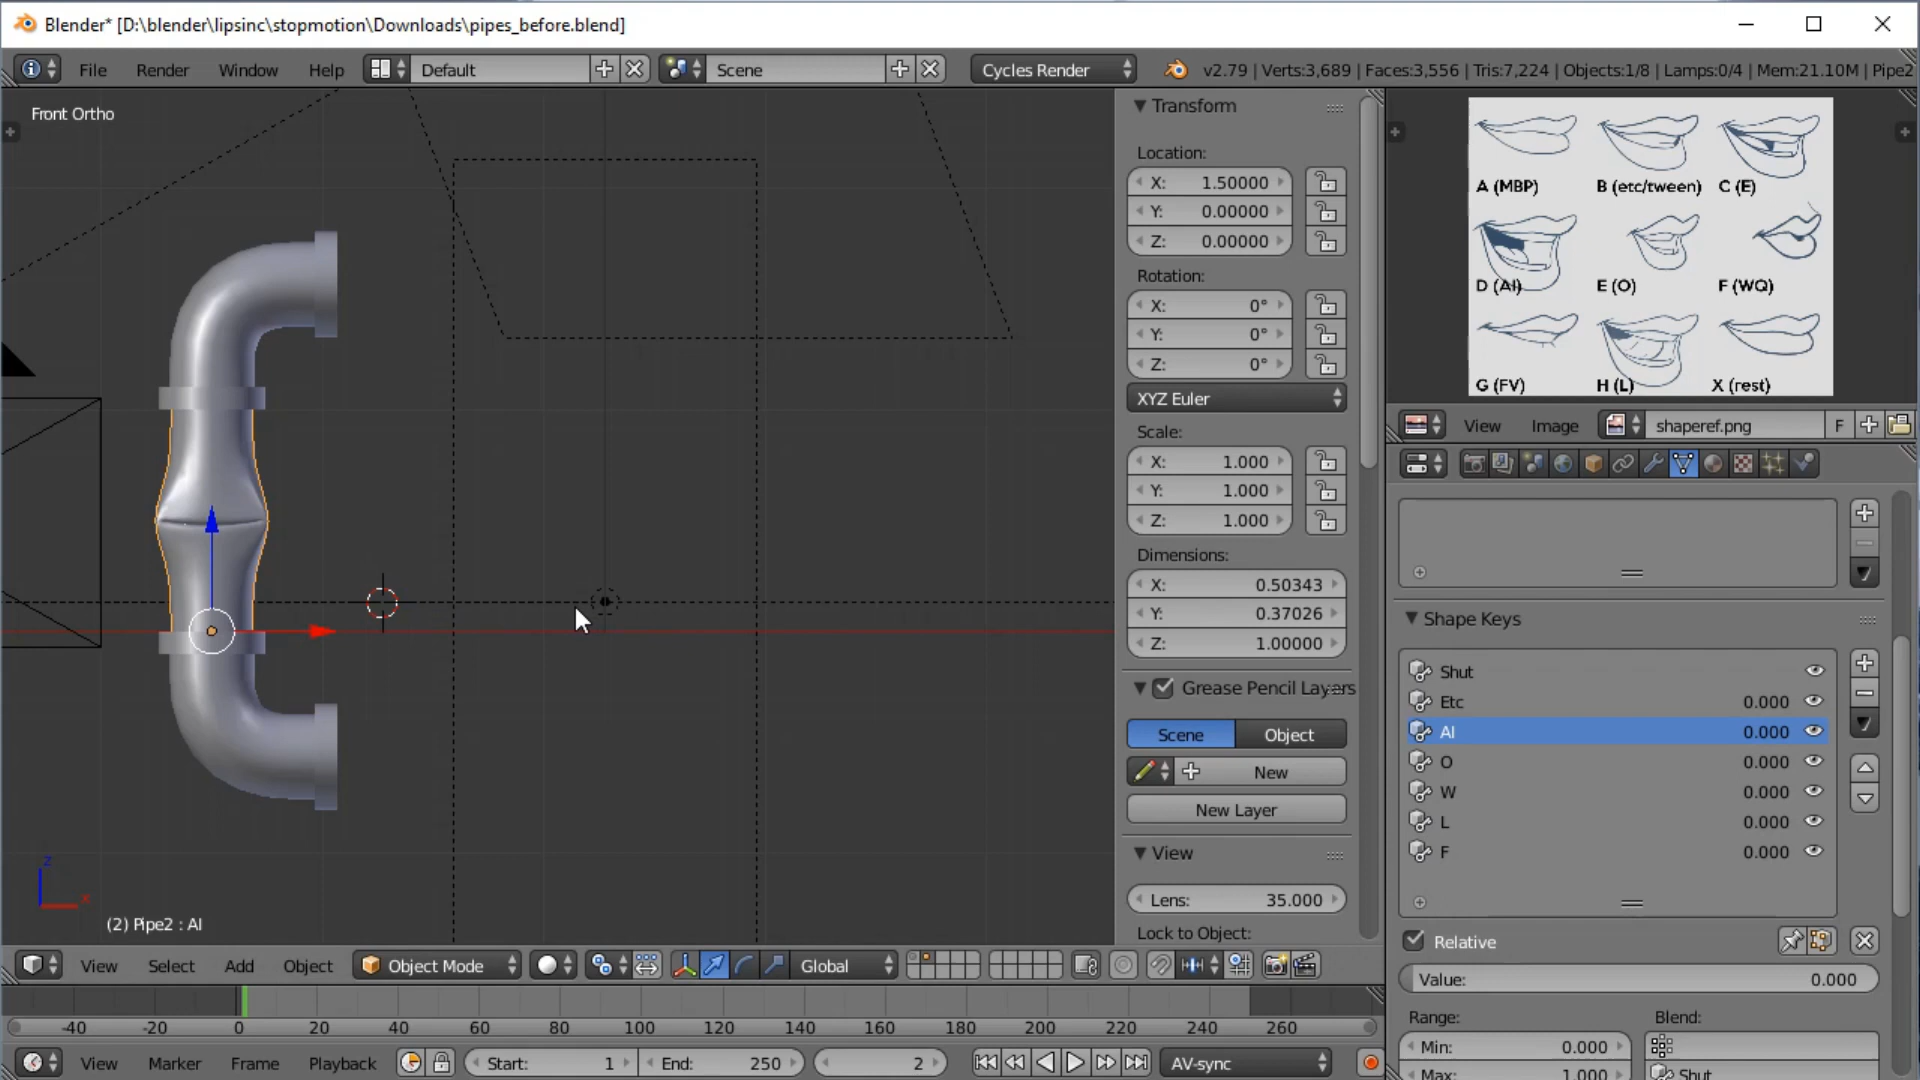 Blender* [D:\blender\lipsinc\stopmotion\Downloads\pipes_before.blend]
File Render Window Help Default Scene Cycles Render v2.79 | Verts:3,689 | Faces:3,556 | Tris:7,224 | Objects:1/8 | Lamps:0/4 | Mem:21.10M | Pipe2
Front Ortho
(2) Pipe2 : AI
z
x
Transform
Location:
X: 1.50000
Y: 0.00000
Z: 0.00000
Rotation:
X: 0°
Y: 0°
Z: 0°
XYZ Euler
Scale:
X: 1.000
Y: 1.000
Z: 1.000
Dimensions:
X: 0.50343
Y: 0.37026
Z: 1.00000
Grease Pencil Layers
Scene Object
New
New Layer
View
Lens: 35.000
Lock to Object:
A (MBP) B (etc/tween) C (E)
D (AI) E (O) F (WQ)
G (FV) H (L) X (rest)
View Image shaperef.png F
Shape Keys
Shut
Etc 0.000
AI 0.000
O 0.000
W 0.000
L 0.000
F 0.000
Relative
Value: 0.000
Range: Blend:
Min: 0.000
Max: 1.000 Shut
View Select Add Object Object Mode Global
-40 -20 0 20 40 60 80 100 120 140 160 180 200 220 240 260
View Marker Frame Playback Start: 1 End: 250 2 AV-sync